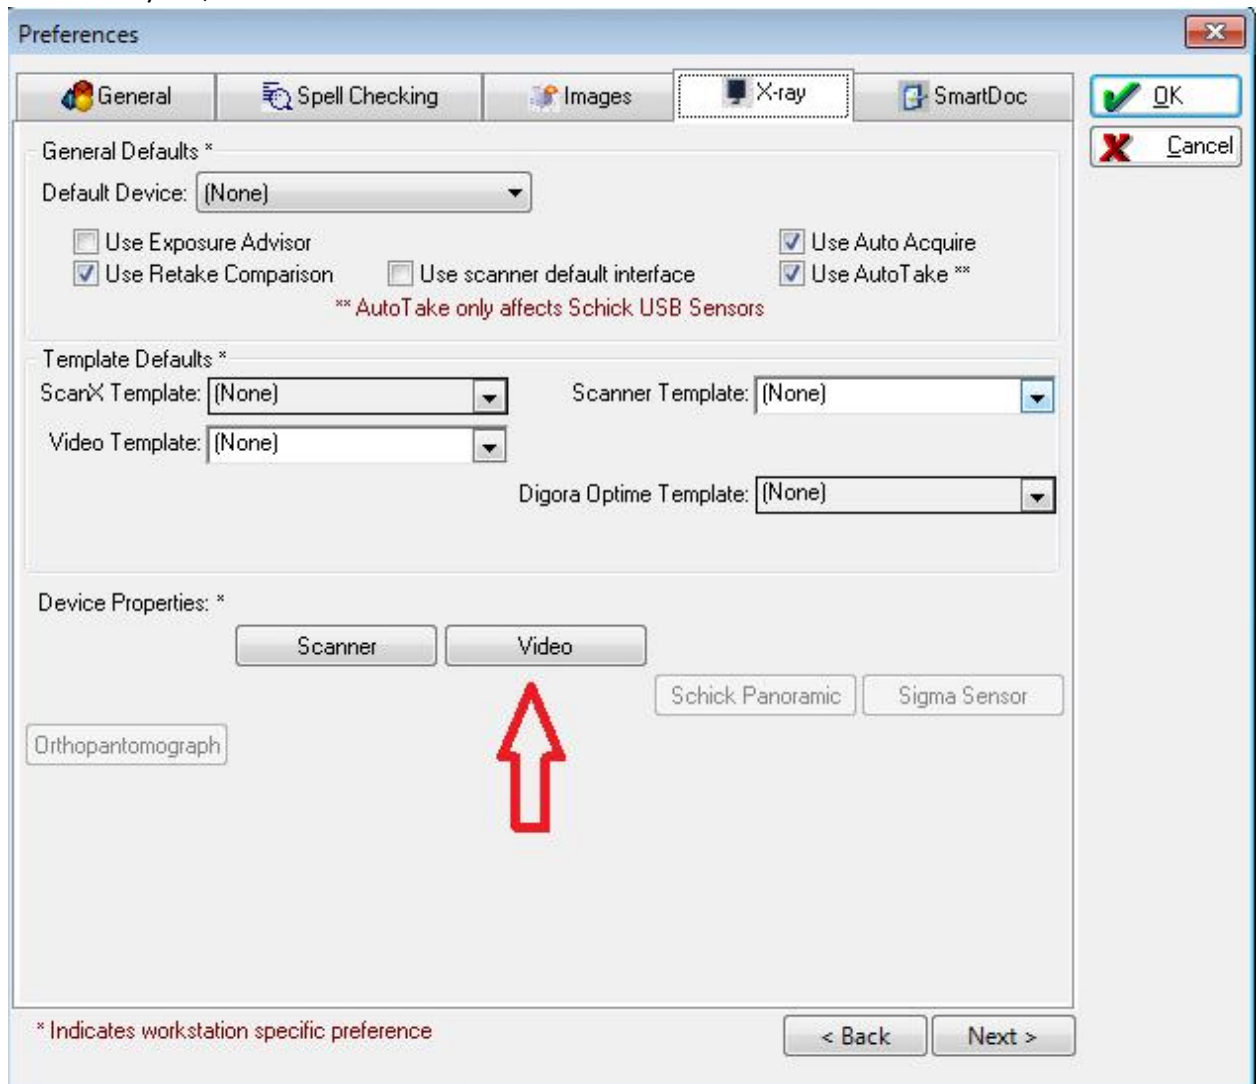 Preferences
General Spell Checking Images X-ray SmartDoc
OK
Cancel
General Defaults *
Default Device: (None)
Use Exposure Advisor Use Auto Acquire
Use Retake Comparison Use scanner default interface Use AutoTake **
** AutoTake only affects Schick USB Sensors
Template Defaults *
ScanX Template: (None) Scanner Template: (None)
Video Template: (None)
Digora Optime Template: (None)
Device Properties: *
Scanner Video
Schick Panoramic Sigma Sensor
Orthopantomograph
* Indicates workstation specific preference
< Back Next >